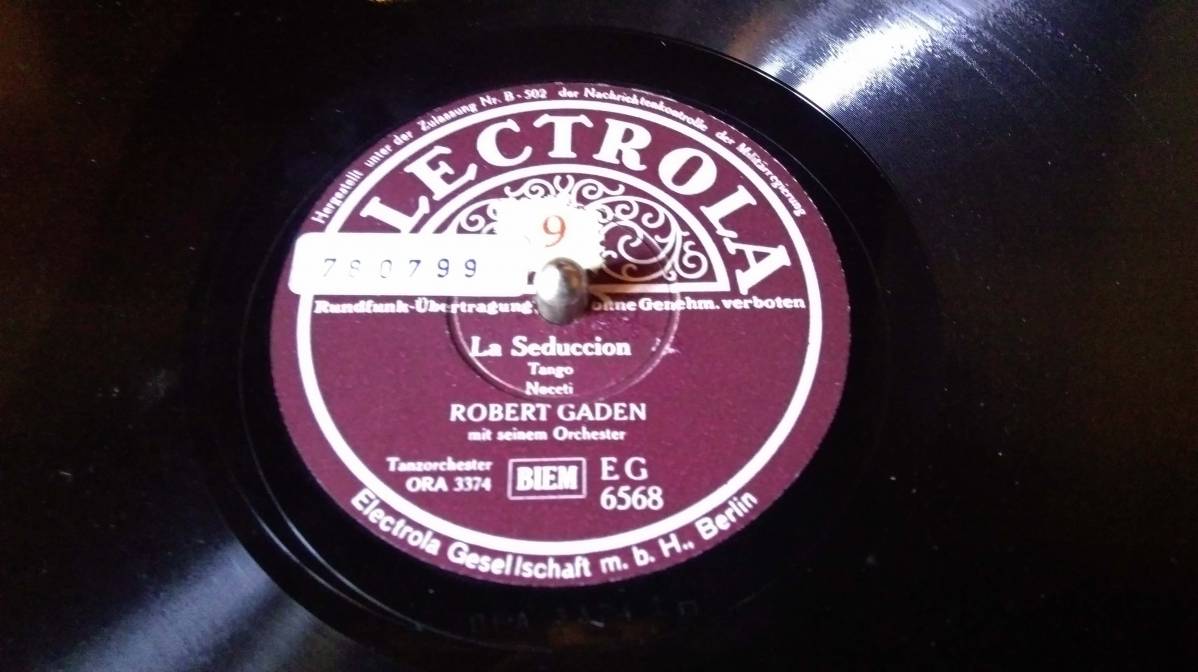 Hergestellt unter der Zulassung Nr. B-502 der Nachrichtenkontrolle der Militärregierung
LECTROLA
9
780799
Rundfunk-Übertragung ohne Genehm. verboten
La Seduccion
Tango
Noceti
ROBERT GADEN
mit seinem Orchester
Tanzorchester
ORA 3374
BIEM
EG
6568
Electrola Gesellschaft m. b. H., Berlin